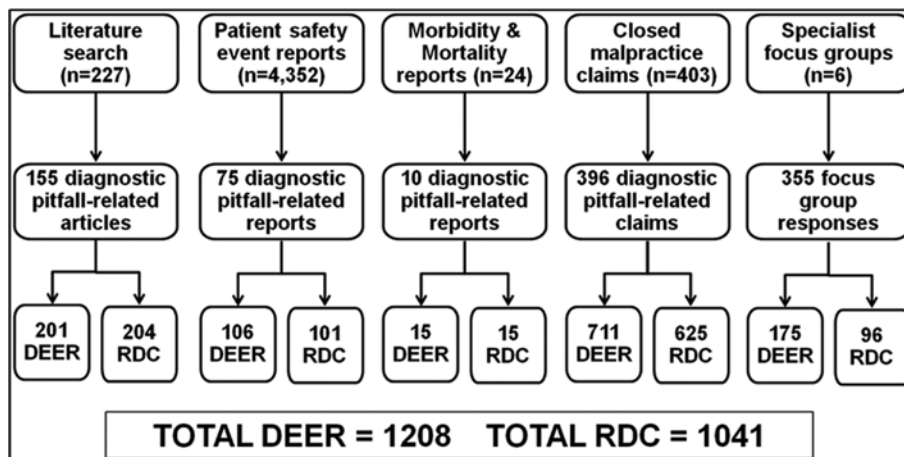 Literature
search
(n=227)
Patient safety
event reports
(n=4,352)
Morbidity &
Mortality
reports (n=24)
Closed
malpractice
claims (n=403)
Specialist
focus groups
(n=6)
155 diagnostic
pitfall-related
articles
75 diagnostic
pitfall-related
reports
10 diagnostic
pitfall-related
reports
396 diagnostic
pitfall-related
claims
355 focus
group
responses
201
DEER
204
RDC
106
DEER
101
RDC
15
DEER
15
RDC
711
DEER
625
RDC
175
DEER
96
RDC
TOTAL DEER = 1208 TOTAL RDC = 1041